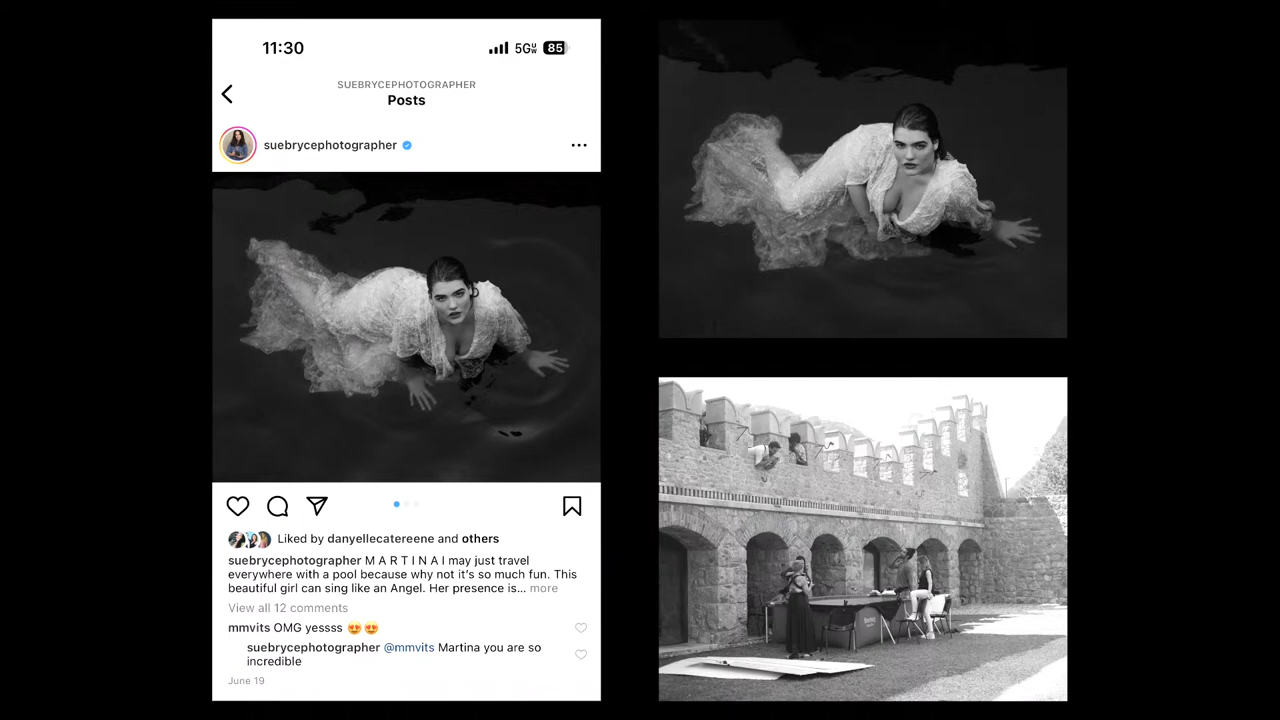 11:30
5G UW 85
SUEBRYCEPHOTOGRAPHER
Posts
suebrycephotographer
Liked by danyellecatereene and others
suebrycephotographer M A R T I N A I may just travel
everywhere with a pool because why not it's so much fun. This
beautiful girl can sing like an Angel. Her presence is... more
View all 12 comments
mmvits OMG yessss 😍😍
suebrycephotographer @mmvits Martina you are so
incredible
June 19